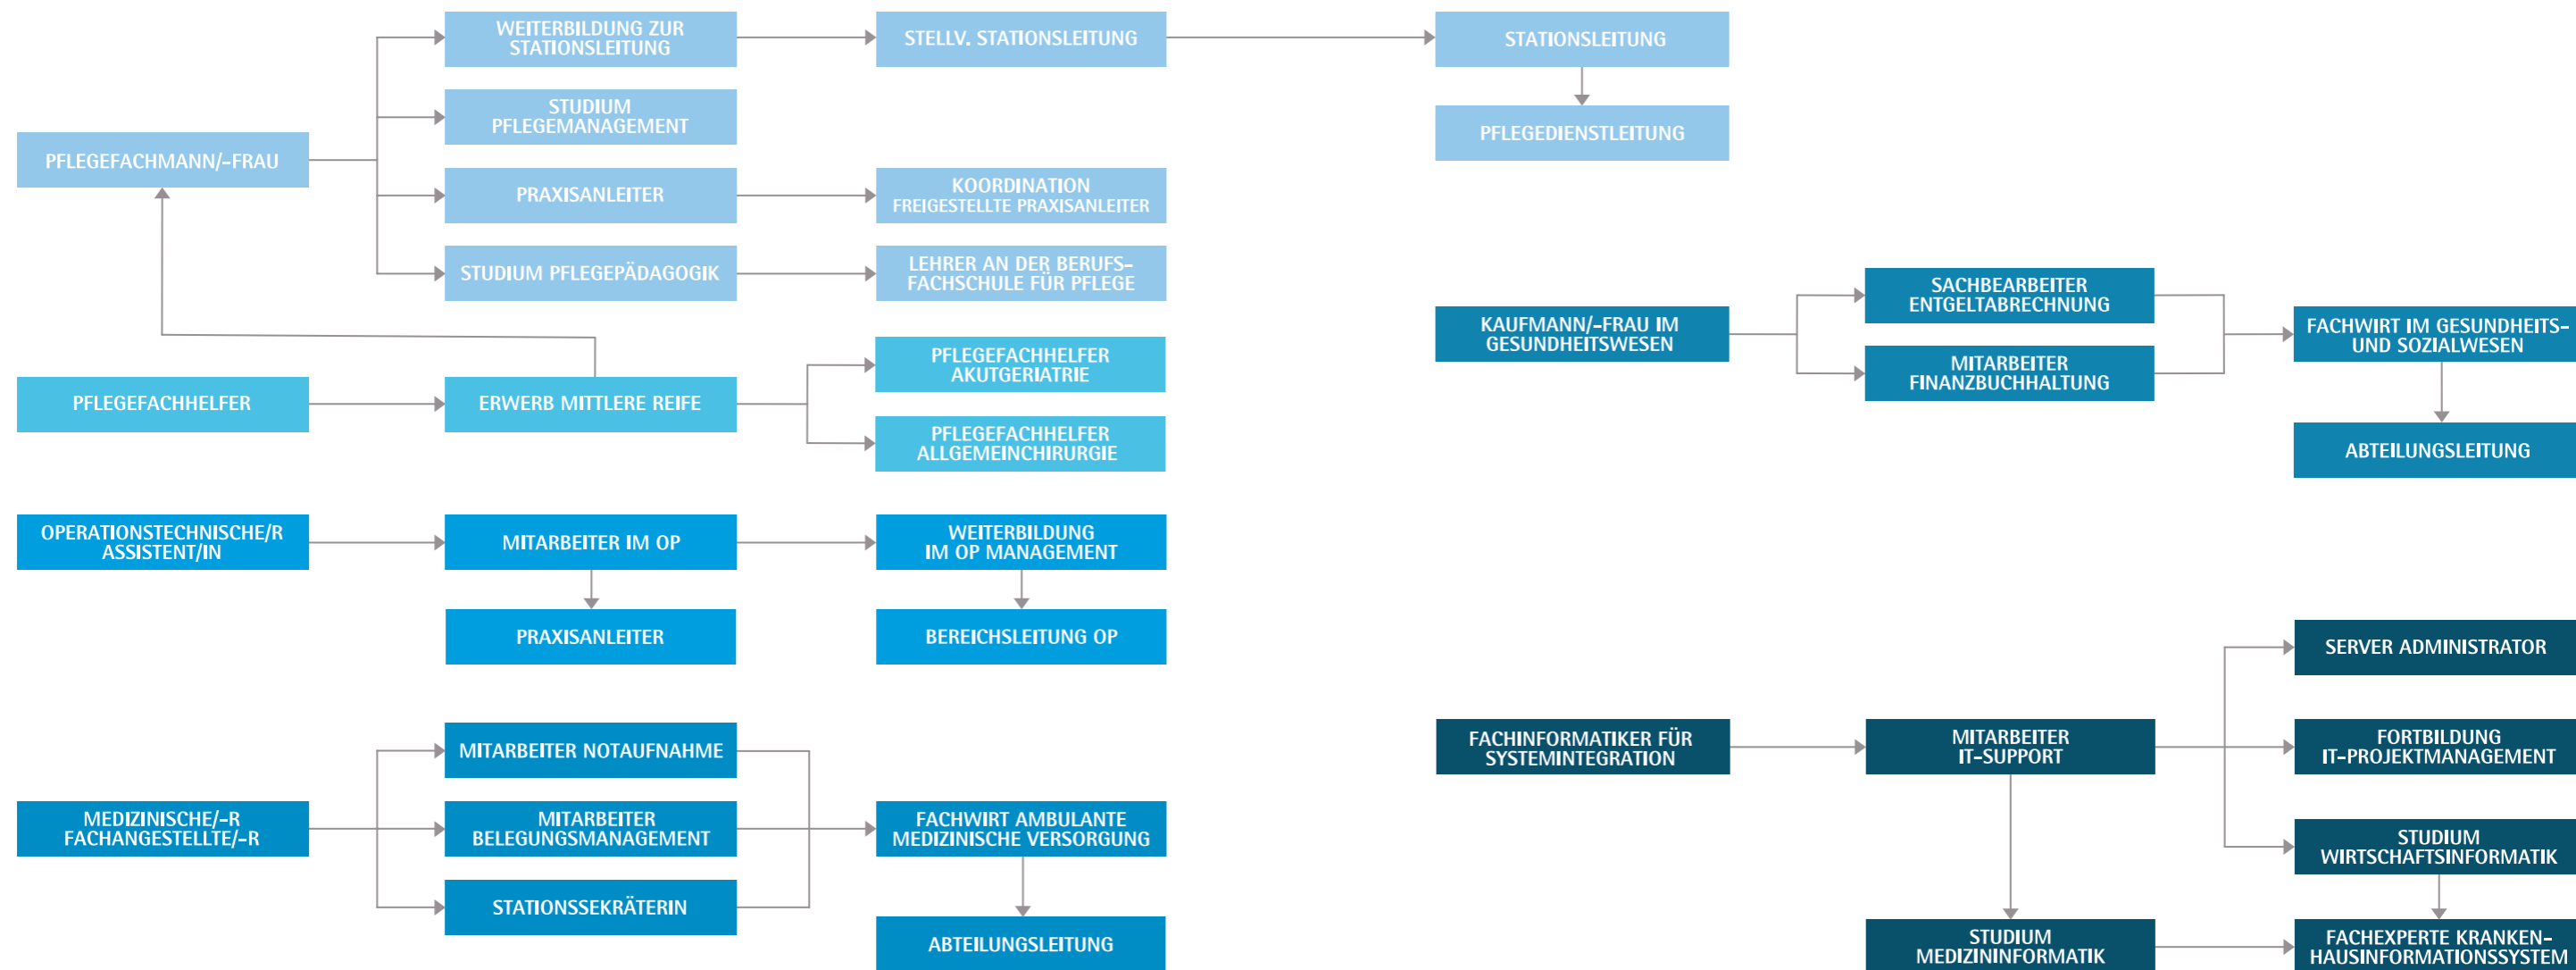 WEITERBILDUNG ZUR
STATIONSLEITUNG
STELLV. STATIONSLEITUNG
STATIONSLEITUNG
STUDIUM
PFLEGEMANAGEMENT
PFLEGEDIENSTLEITUNG
PFLEGEFACHMANN/-FRAU
PRAXISANLEITER
KOORDINATION
FREIGESTELLTE PRAXISANLEITER
STUDIUM PFLEGEPÄDAGOGIK
LEHRER AN DER BERUFS-
FACHSCHULE FÜR PFLEGE
PFLEGEFACHHELFER
ERWERB MITTLERE REIFE
PFLEGEFACHHELFER
AKUTGERIATRIE
PFLEGEFACHHELFER
ALLGEMEINCHIRURGIE
OPERATIONSTECHNISCHE/R
ASSISTENT/IN
MITARBEITER IM OP
WEITERBILDUNG
IM OP MANAGEMENT
PRAXISANLEITER
BEREICHSLEITUNG OP
MEDIZINISCHE/-R
FACHANGESTELLTE/-R
MITARBEITER NOTAUFNAHME
MITARBEITER
BELEGUNGSMANAGEMENT
STATIONSSEKRÄTERIN
FACHWIRT AMBULANTE
MEDIZINISCHE VERSORGUNG
ABTEILUNGSLEITUNG
KAUFMANN/-FRAU IM
GESUNDHEITSWESEN
SACHBEARBEITER
ENTGELTABRECHNUNG
MITARBEITER
FINANZBUCHHALTUNG
FACHWIRT IM GESUNDHEITS-
UND SOZIALWESEN
ABTEILUNGSLEITUNG
FACHINFORMATIKER FÜR
SYSTEMINTEGRATION
MITARBEITER
IT-SUPPORT
SERVER ADMINISTRATOR
FORTBILDUNG
IT-PROJEKTMANAGEMENT
STUDIUM
WIRTSCHAFTSINFORMATIK
STUDIUM
MEDIZININFORMATIK
FACHEXPERTE KRANKEN-
HAUSINFORMATIONSSYSTEM